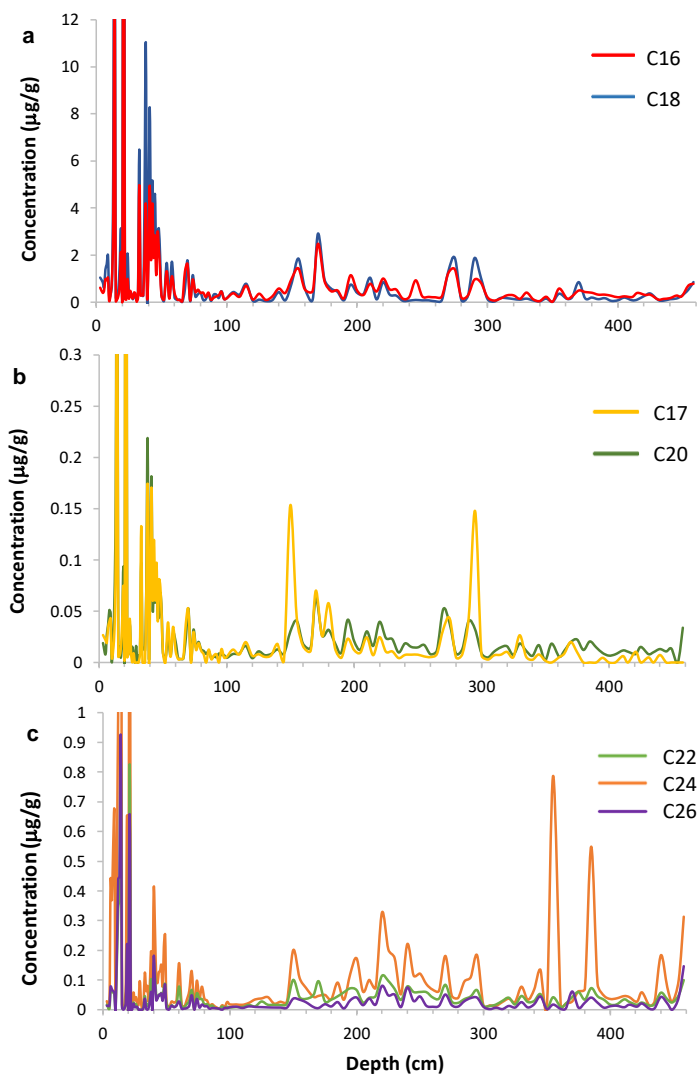 a
Concentration (µg/g)
12
10
8
6
4
2
0
C16
C18
0 100 200 300 400
b
Concentration (µg/g)
0.3
0.25
0.2
0.15
0.1
0.05
0
C17
C20
0 100 200 300 400
c
Concentration (µg/g)
1
0.9
0.8
0.7
0.6
0.5
0.4
0.3
0.2
0.1
0
C22
C24
C26
0 100 200 300 400
Depth (cm)